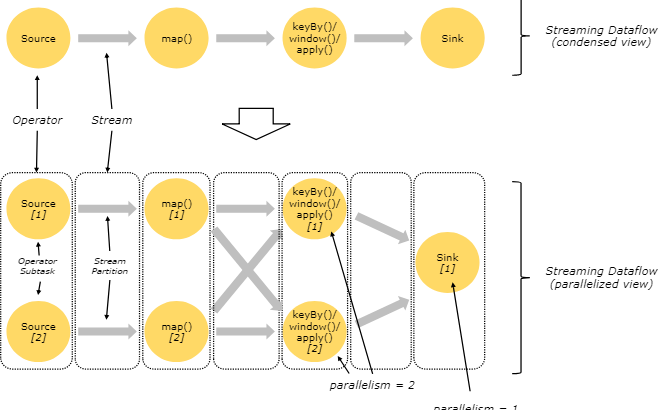 Source
map()
keyBy()/
window()/
apply()
Sink
Streaming Dataflow
(condensed view)
Operator
Stream
Source
[1]
map()
[1]
keyBy()/
window()/
apply()
[1]
Operator
Subtask
Stream
Partition
Sink
[1]
Streaming Dataflow
(parallelized view)
Source
[2]
map()
[2]
keyBy()/
window()/
apply()
[2]
parallelism = 2
parallelism = 1